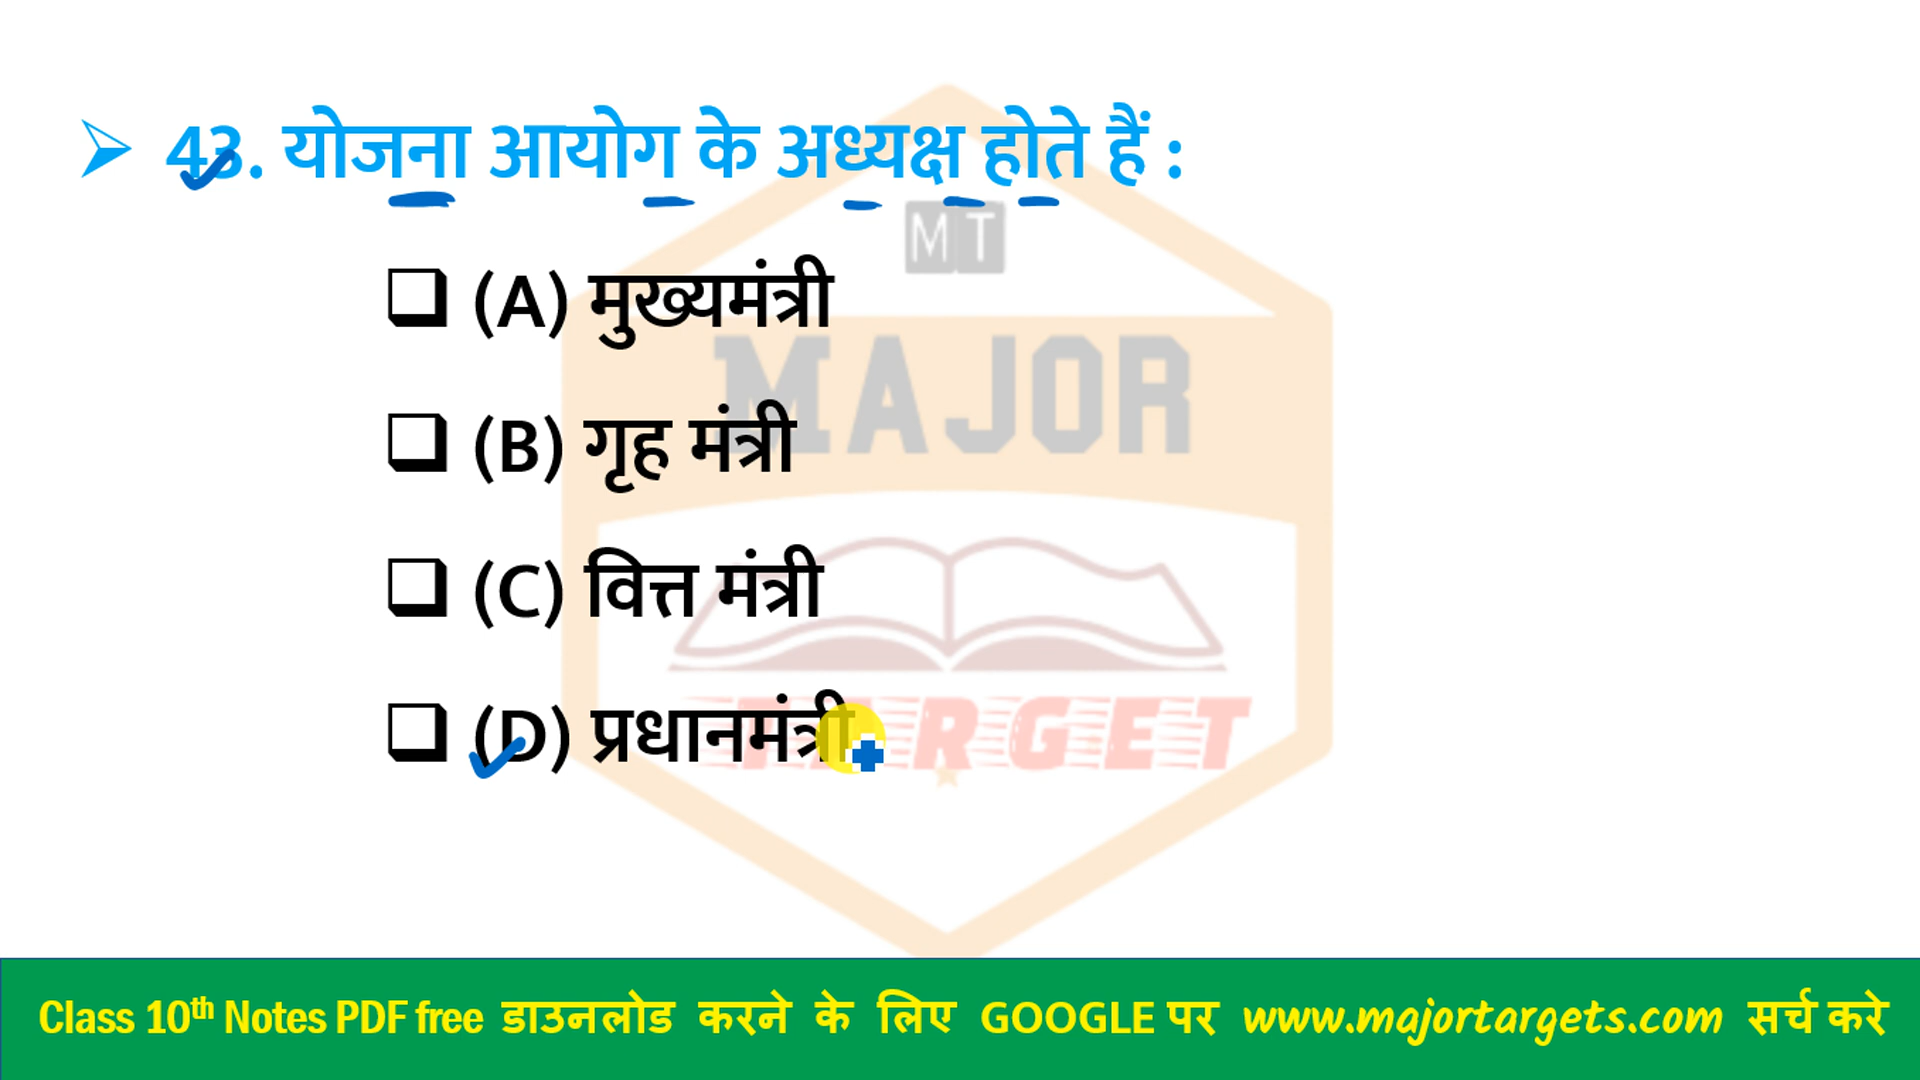 43. योजना आयोग के अध्यक्ष होते हैं :
MT
(A) मुख्यमंत्री
MAJOR
(B) गृह मंत्री
(C) वित्त मंत्री
(D) प्रधानमंत्री
TARGET
Class 10th Notes PDF free डाउनलोड करने के लिए GOOGLE पर www.majortargets.com सर्च करे